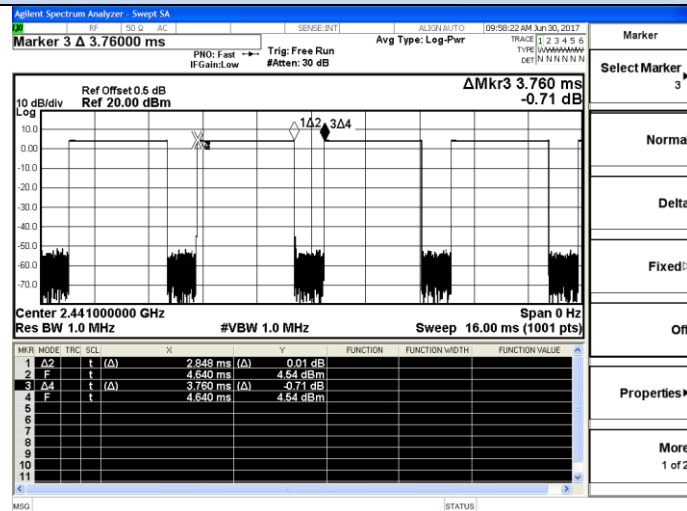 Agilent Spectrum Analyzer - Swept SA
RF 50 Ω AC SENSE:INT ALIGN AUTO 09:58:22 AM Jun 30, 2017
Marker 3 Δ 3.76000 ms
PNO: Fast
IFGain:Low
Trig: Free Run
#Atten: 30 dB
Avg Type: Log-Pwr
TRACE 1 2 3 4 5 6
TYPE
DET N N N N N N
Marker
Select Marker
3
Normal
Delta
Fixed
Off
Properties
More
1 of 2
Ref Offset 0.5 dB
10 dB/div Ref 20.00 dBm
Log
ΔMkr3 3.760 ms
-0.71 dB
10.0
0.00
-10.0
-20.0
-30.0
-40.0
-50.0
-60.0
-70.0
1Δ2 3Δ4
Center 2.441000000 GHz Span 0 Hz
Res BW 1.0 MHz #VBW 1.0 MHz Sweep 16.00 ms (1001 pts)
MKR MODE TRC SCL X Y FUNCTION FUNCTION WIDTH FUNCTION VALUE
1 Δ2 t (Δ) 2.848 ms (Δ) 0.01 dB
2 F t 4.640 ms 4.54 dBm
3 Δ4 t (Δ) 3.760 ms (Δ) -0.71 dB
4 F t 4.640 ms 4.54 dBm
5
6
7
8
9
10
11
MSG STATUS